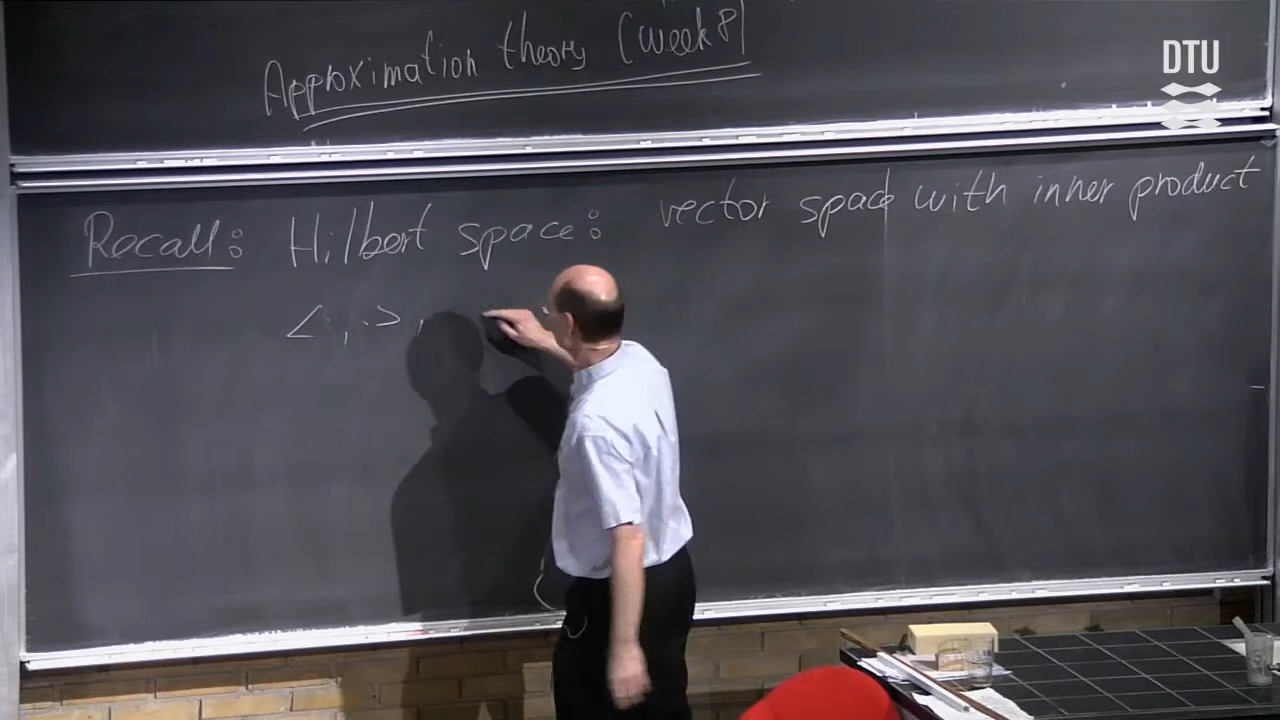 Approximation theory (week 8)
DTU
Recall: Hilbert space: vector space with inner product
<·,·>,